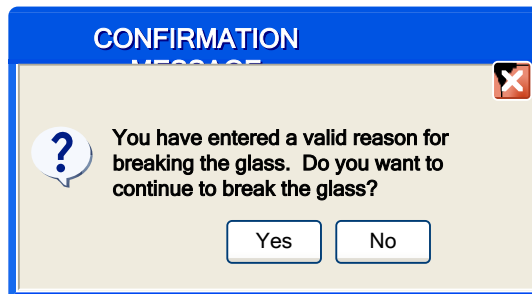 CONFIRMATION
MESSAGE
?
You have entered a valid reason for
breaking the glass.  Do you want to
continue to break the glass?
Yes No